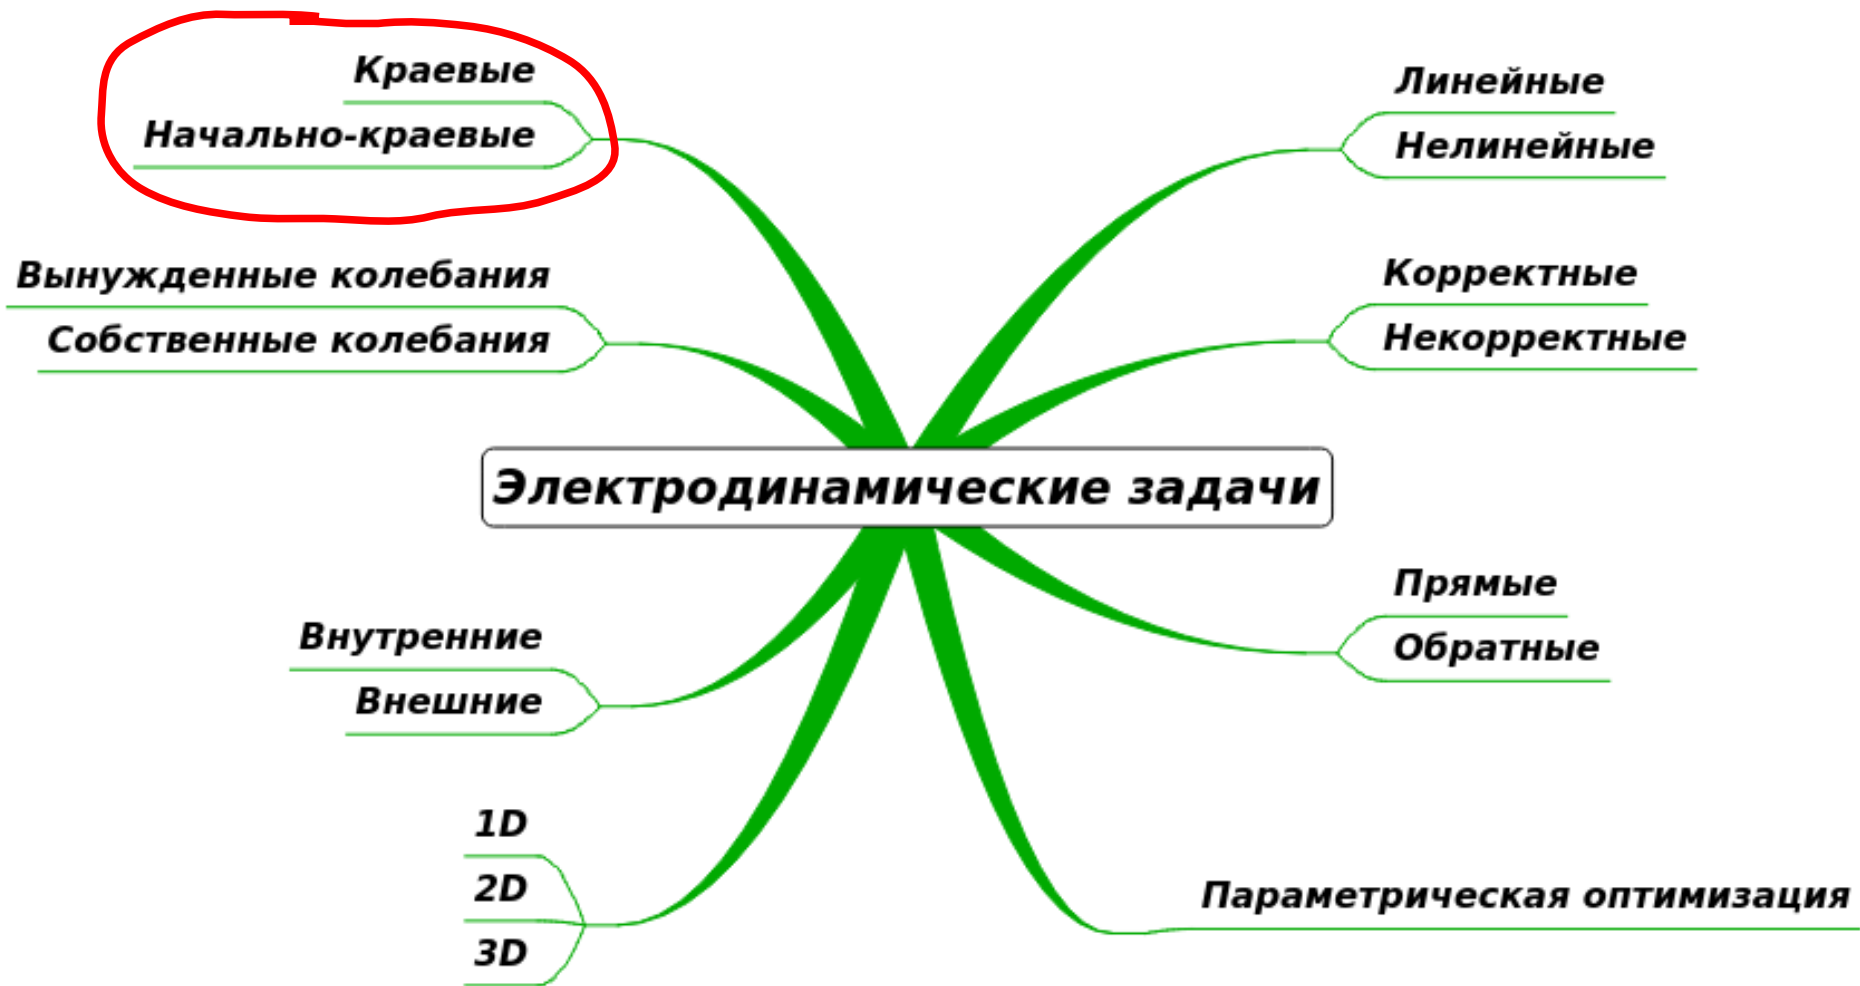 Краевые
Начально-краевые
Вынужденные колебания
Собственные колебания
Линейные
Нелинейные
Корректные
Некорректные
Электродинамические задачи
Внутренние
Внешние
1D
2D
3D
Прямые
Обратные
Параметрическая оптимизация